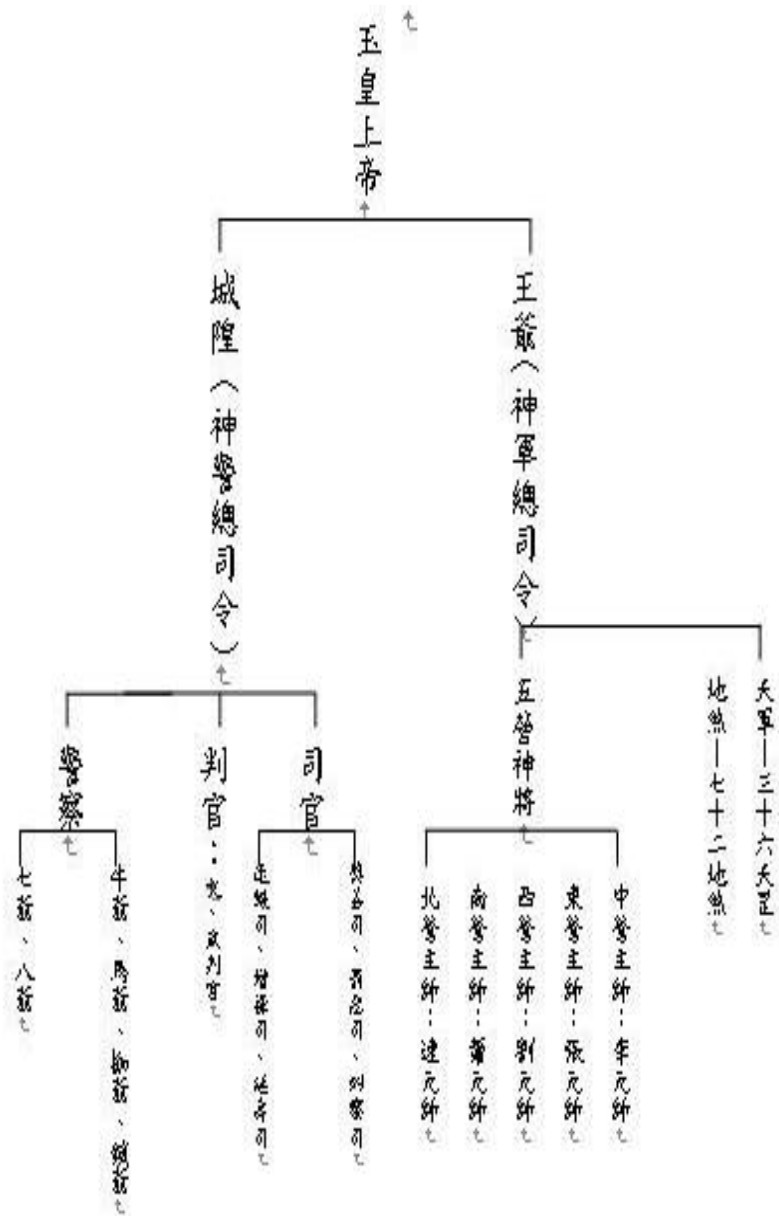 玉皇上帝
王爺（神軍總司令）
城隍（神警總司令）
天軍—三十六天罡
地煞—七十二地煞
五營神將
司官
判官：文、武判官
警察
中營主帥--李元帥
東營主帥--張元帥
西營主帥--劉元帥
南營主帥--蕭元帥
北營主帥--連元帥
獎善司、罰惡司、糾察司
速報司、增祿司、延壽司
牛爺、馬爺、枷爺、鎖爺
七爺、八爺